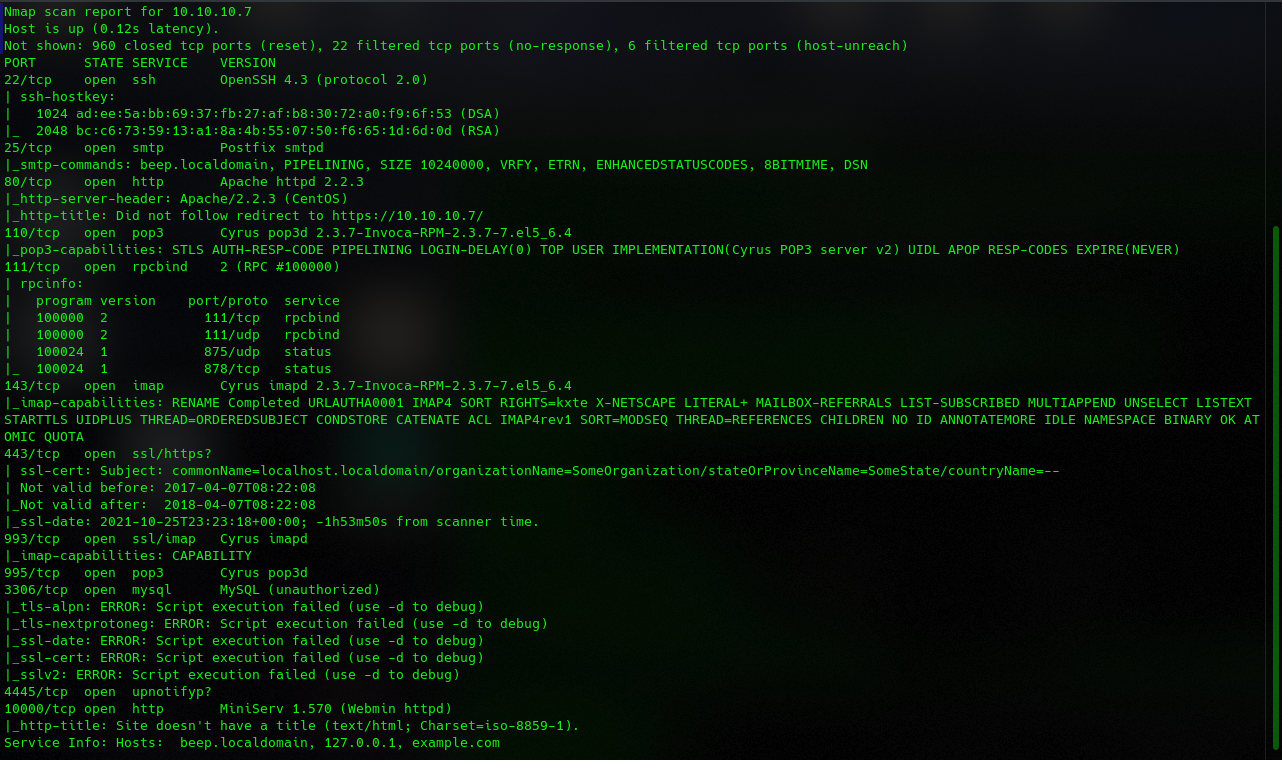 Nmap scan report for 10.10.10.7
Host is up (0.12s latency).
Not shown: 960 closed tcp ports (reset), 22 filtered tcp ports (no-response), 6 filtered tcp ports (host-unreach)
PORT      STATE SERVICE    VERSION
22/tcp    open  ssh        OpenSSH 4.3 (protocol 2.0)
| ssh-hostkey:
|   1024 ad:ee:5a:bb:69:37:fb:27:af:b8:30:72:a0:f9:6f:53 (DSA)
|_  2048 bc:c6:73:59:13:a1:8a:4b:55:07:50:f6:65:1d:6d:0d (RSA)
25/tcp    open  smtp       Postfix smtpd
|_smtp-commands: beep.localdomain, PIPELINING, SIZE 10240000, VRFY, ETRN, ENHANCEDSTATUSCODES, 8BITMIME, DSN
80/tcp    open  http       Apache httpd 2.2.3
|_http-server-header: Apache/2.2.3 (CentOS)
|_http-title: Did not follow redirect to https://10.10.10.7/
110/tcp   open  pop3       Cyrus pop3d 2.3.7-Invoca-RPM-2.3.7-7.el5_6.4
|_pop3-capabilities: STLS AUTH-RESP-CODE PIPELINING LOGIN-DELAY(0) TOP USER IMPLEMENTATION(Cyrus POP3 server v2) UIDL APOP RESP-CODES EXPIRE(NEVER)
111/tcp   open  rpcbind    2 (RPC #100000)
| rpcinfo:
|   program version    port/proto  service
|   100000  2            111/tcp   rpcbind
|   100000  2            111/udp   rpcbind
|   100024  1            875/udp   status
|_  100024  1            878/tcp   status
143/tcp   open  imap       Cyrus imapd 2.3.7-Invoca-RPM-2.3.7-7.el5_6.4
|_imap-capabilities: RENAME Completed URLAUTHA0001 IMAP4 SORT RIGHTS=kxte X-NETSCAPE LITERAL+ MAILBOX-REFERRALS LIST-SUBSCRIBED MULTIAPPEND UNSELECT LISTEXT
STARTTLS UIDPLUS THREAD=ORDEREDSUBJECT CONDSTORE CATENATE ACL IMAP4rev1 SORT=MODSEQ THREAD=REFERENCES CHILDREN NO ID ANNOTATEMORE IDLE NAMESPACE BINARY OK AT
OMIC QUOTA
443/tcp   open  ssl/https?
| ssl-cert: Subject: commonName=localhost.localdomain/organizationName=SomeOrganization/stateOrProvinceName=SomeState/countryName=--
| Not valid before: 2017-04-07T08:22:08
|_Not valid after:  2018-04-07T08:22:08
|_ssl-date: 2021-10-25T23:23:18+00:00; -1h53m50s from scanner time.
993/tcp   open  ssl/imap   Cyrus imapd
|_imap-capabilities: CAPABILITY
995/tcp   open  pop3       Cyrus pop3d
3306/tcp  open  mysql      MySQL (unauthorized)
|_tls-alpn: ERROR: Script execution failed (use -d to debug)
|_tls-nextprotoneg: ERROR: Script execution failed (use -d to debug)
|_ssl-date: ERROR: Script execution failed (use -d to debug)
|_ssl-cert: ERROR: Script execution failed (use -d to debug)
|_sslv2: ERROR: Script execution failed (use -d to debug)
4445/tcp  open  upnotifyp?
10000/tcp open  http       MiniServ 1.570 (Webmin httpd)
|_http-title: Site doesn't have a title (text/html; Charset=iso-8859-1).
Service Info: Hosts:  beep.localdomain, 127.0.0.1, example.com